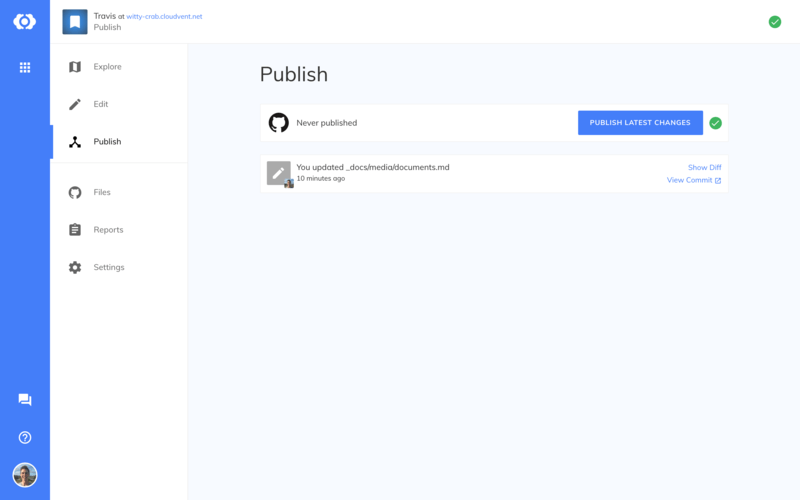 Travis at witty-crab.cloudvent.net
Publish
Explore
Edit
Publish
Files
Reports
Settings
Publish
Never published
PUBLISH LATEST CHANGES
You updated _docs/media/documents.md
10 minutes ago
Show Diff
View Commit